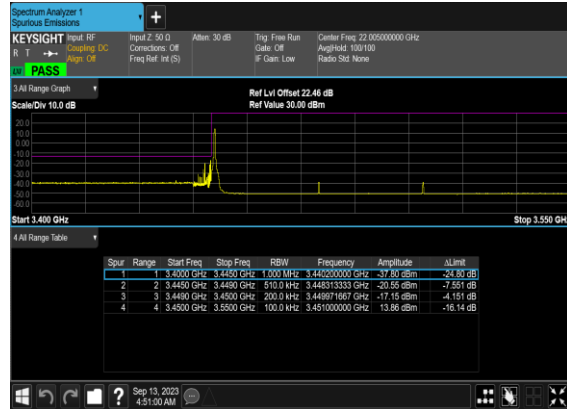 Spectrum Analyzer 1
Spurious Emissions
KEYSIGHT Input: RF Input Z: 50 Ω Atten: 30 dB Trig: Free Run Center Freq: 22.005000000 GHz
R T Coupling: DC Corrections: Off Gate: Off Avg|Hold: 100/100
Align: Off Freq Ref: Int (S) IF Gain: Low Radio Std: None
PASS
3 All Range Graph
Ref Lvl Offset 22.46 dB
Scale/Div 10.0 dB Ref Value 30.00 dBm
20.0
10.0
0.00
-10.0
-20.0
-30.0
-40.0
-50.0
-60.0
Start 3.400 GHz Stop 3.550 GH
4 All Range Table
Spur Range Start Freq Stop Freq RBW Frequency Amplitude ΔLimit
1 1 3.4000 GHz 3.4450 GHz 1.000 MHz 3.440200000 GHz -37.80 dBm -24.80 dB
2 2 3.4450 GHz 3.4490 GHz 510.0 kHz 3.448313333 GHz -20.55 dBm -7.551 dB
3 3 3.4490 GHz 3.4500 GHz 200.0 kHz 3.449971667 GHz -17.15 dBm -4.151 dB
4 4 3.4500 GHz 3.5500 GHz 100.0 kHz 3.451000000 GHz 13.86 dBm -16.14 dB
? Sep 13, 2023
4:51:00 AM